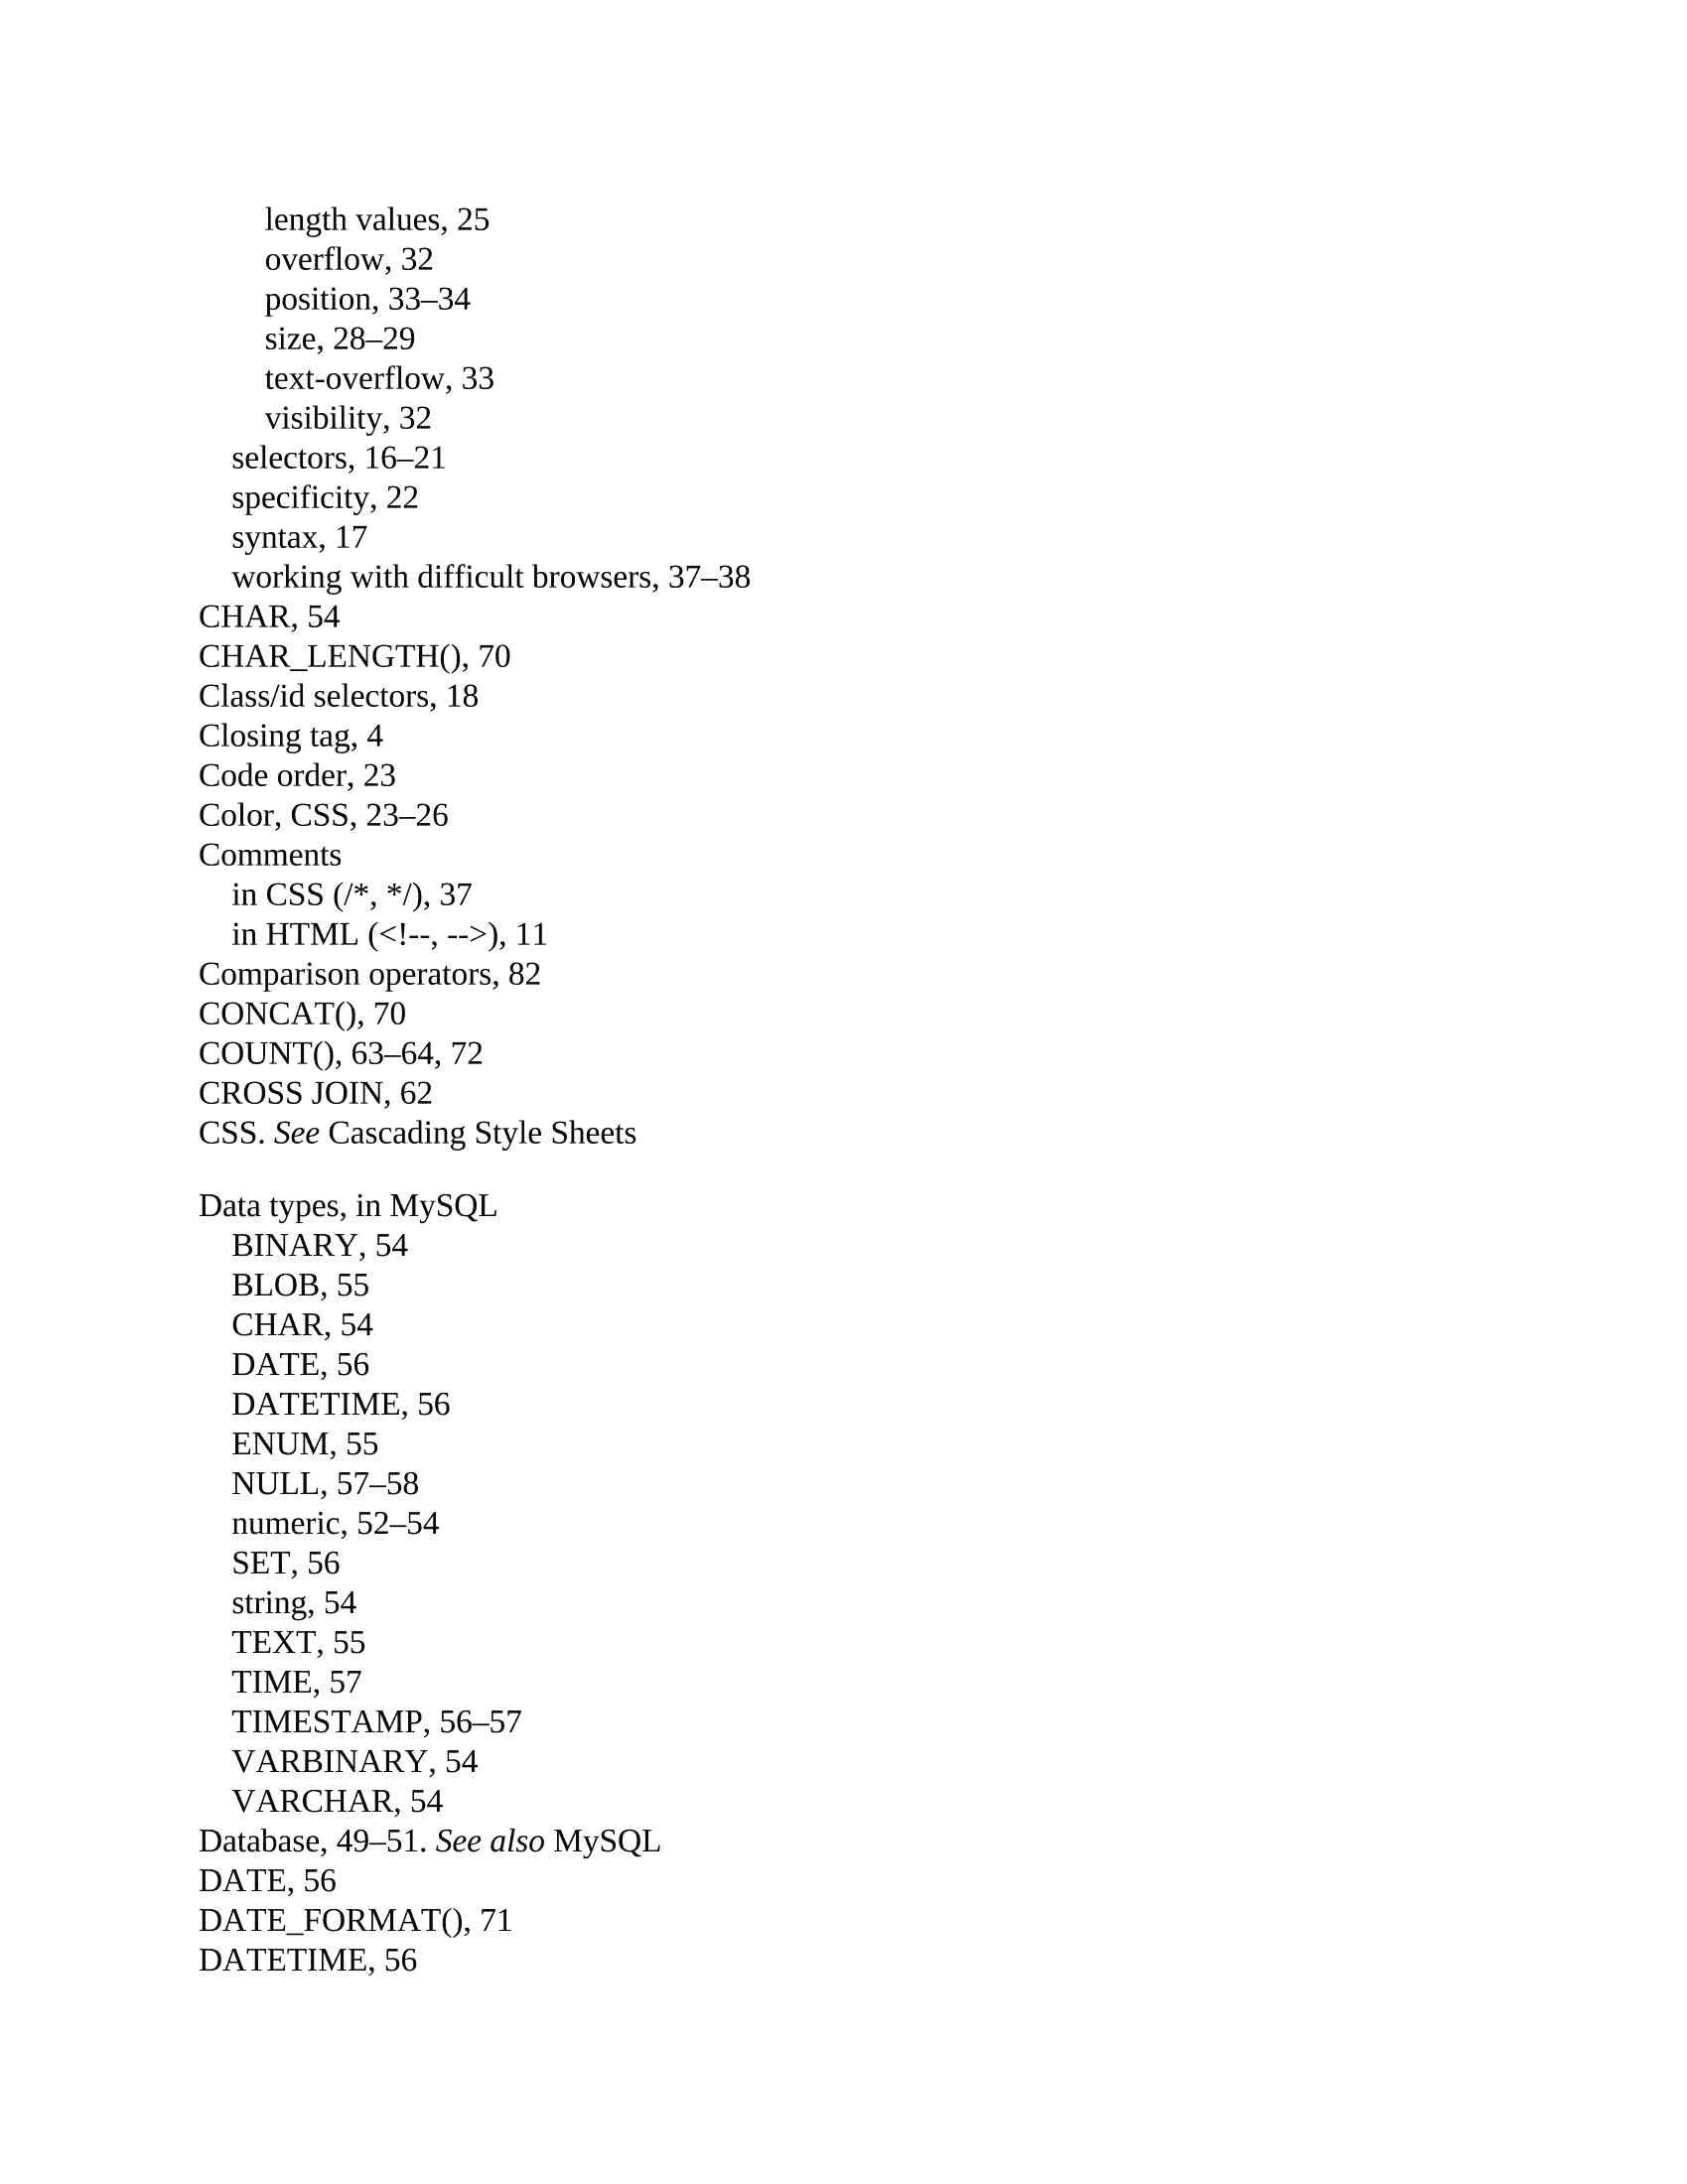 length values, 25
overflow, 32
position, 33–34
size, 28–29
text-overflow, 33
visibility, 32
selectors, 16–21
specificity, 22
syntax, 17
working with difficult browsers, 37–38
CHAR, 54
CHAR_LENGTH(), 70
Class/id selectors, 18
Closing tag, 4
Code order, 23
Color, CSS, 23–26
Comments
in CSS (/*, */), 37
in HTML (<!--, -->), 11
Comparison operators, 82
CONCAT(), 70
COUNT(), 63–64, 72
CROSS JOIN, 62
CSS. See Cascading Style Sheets
Data types, in MySQL
BINARY, 54
BLOB, 55
CHAR, 54
DATE, 56
DATETIME, 56
ENUM, 55
NULL, 57–58
numeric, 52–54
SET, 56
string, 54
TEXT, 55
TIME, 57
TIMESTAMP, 56–57
VARBINARY, 54
VARCHAR, 54
Database, 49–51. See also MySQL
DATE, 56
DATE_FORMAT(), 71
DATETIME, 56